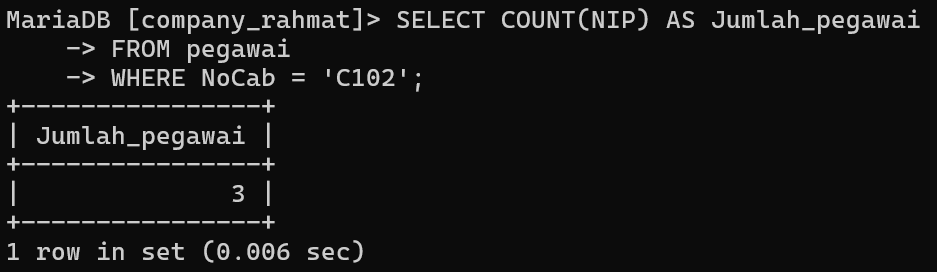 MariaDB [company_rahmat]> SELECT COUNT(NIP) AS Jumlah_pegawai
    -> FROM pegawai
    -> WHERE NoCab = 'C102';
+----------------+
| Jumlah_pegawai |
+----------------+
|              3 |
+----------------+
1 row in set (0.006 sec)